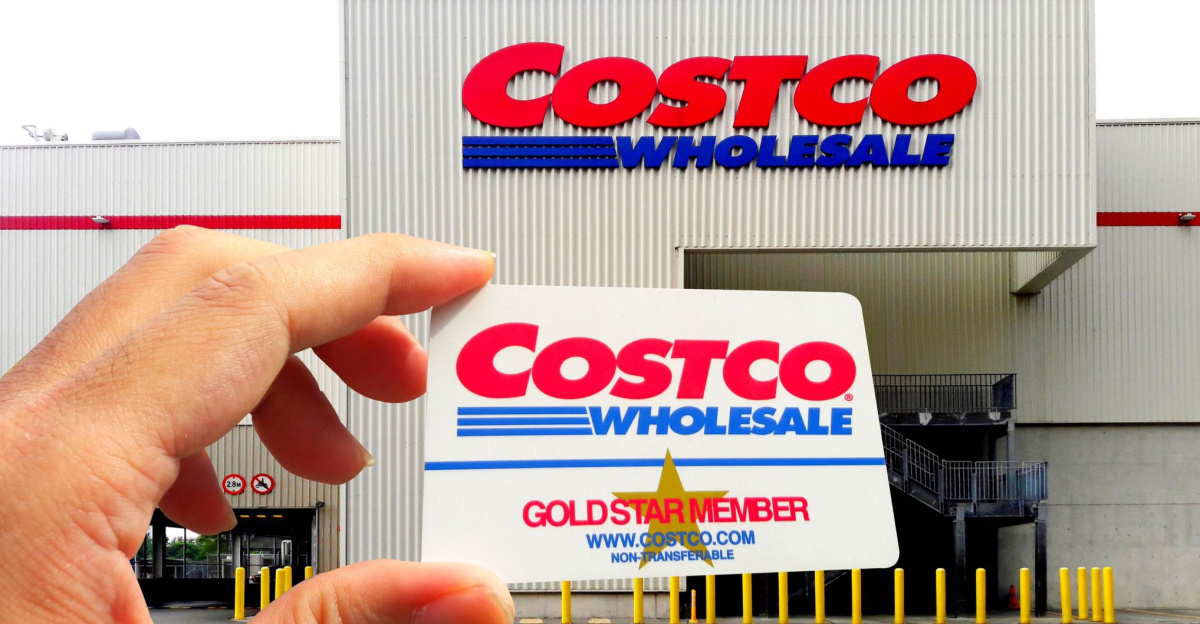 COSTCO
WHOLESALE
COSTCO®
WHOLESALE
GOLD STAR MEMBER
WWW.COSTCO.COM
NON-TRANSFERABLE
2.8M